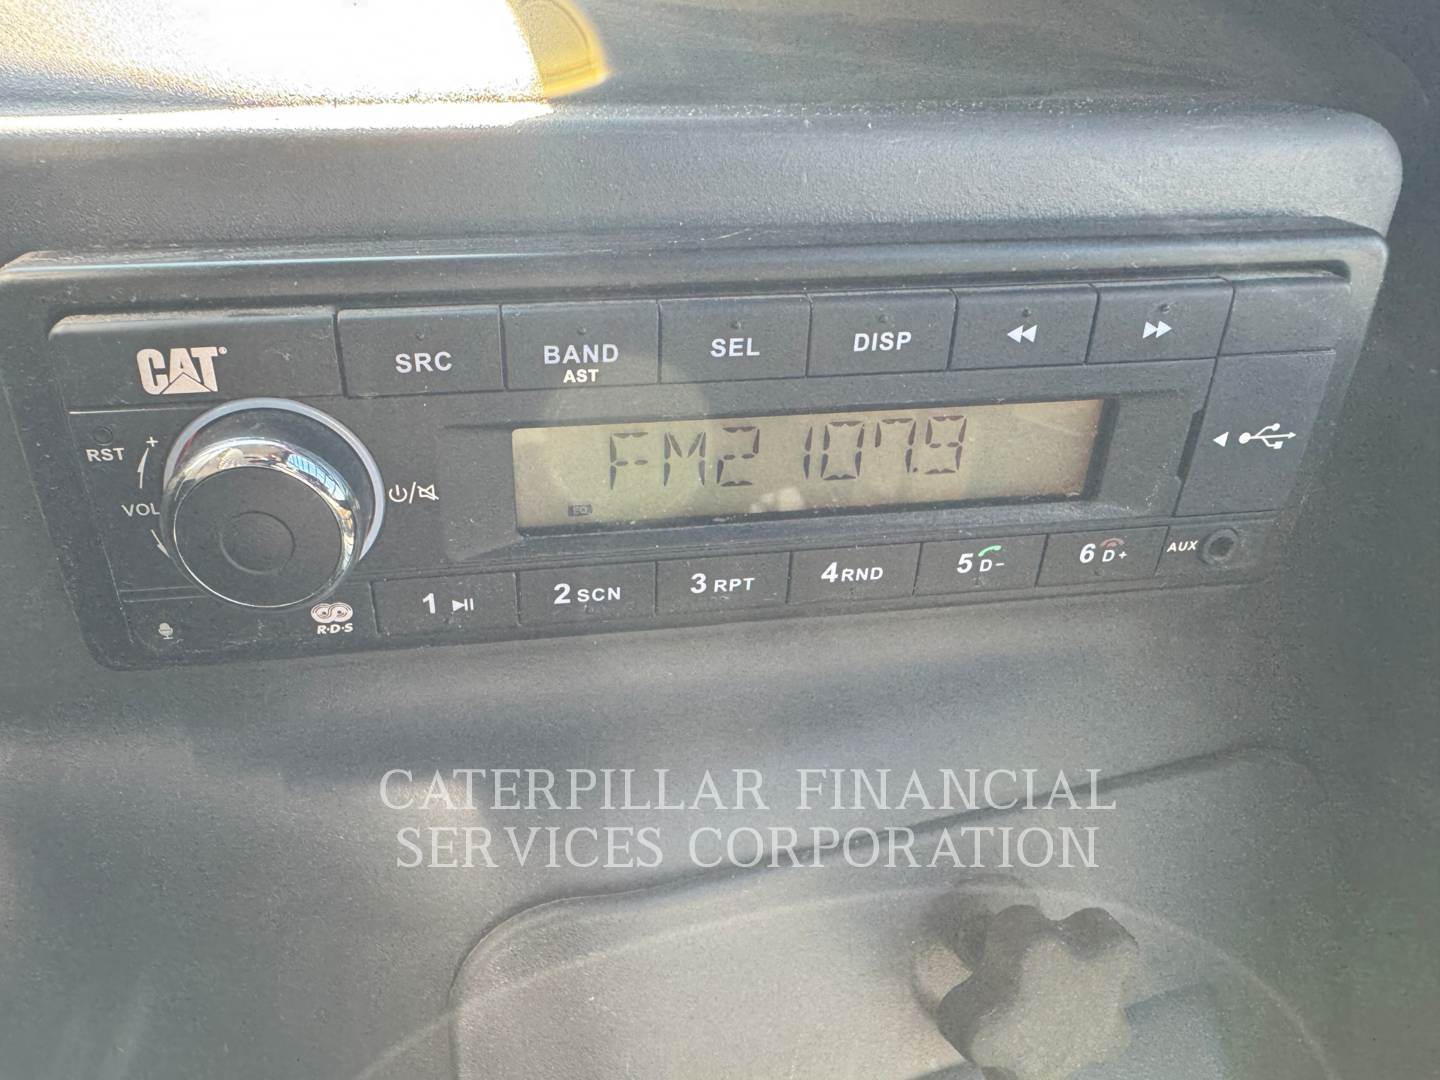 CAT®
SRC
BAND
AST
SEL
DISP
RST
+
VOL
FM2 107.9
EQ
1
2 SCN
3 RPT
4 RND
5 D-
6 D+
AUX
R·D·S
CATERPILLAR FINANCIAL
SERVICES CORPORATION